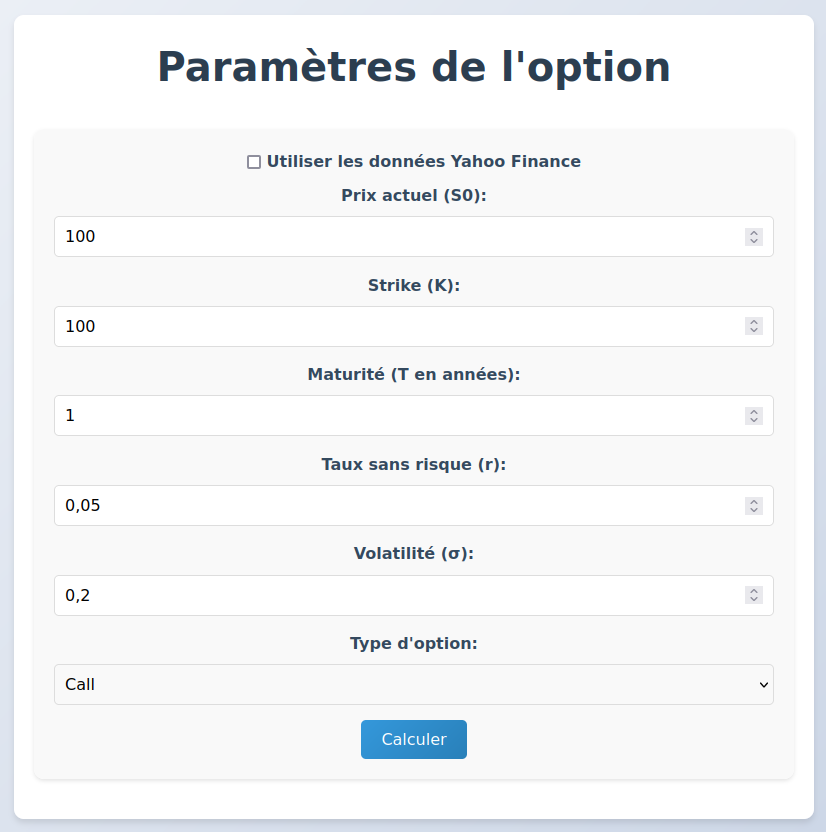 Paramètres de l'option
Utiliser les données Yahoo Finance
Prix actuel (S0):
100
Strike (K):
100
Maturité (T en années):
1
Taux sans risque (r):
0,05
Volatilité (σ):
0,2
Type d'option:
Call
Calculer